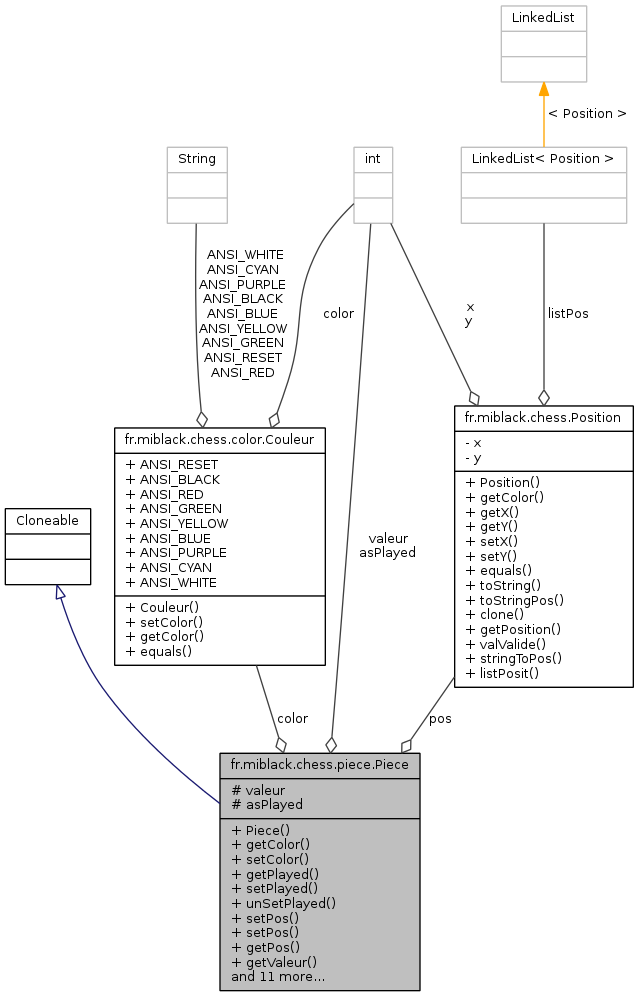 LinkedList
< Position >
String
int
LinkedList< Position >
ANSI_WHITE
ANSI_CYAN
ANSI_PURPLE
ANSI_BLACK
ANSI_BLUE
ANSI_YELLOW
ANSI_GREEN
ANSI_RESET
ANSI_RED
color
x
y
listPos
fr.miblack.chess.color.Couleur
+ ANSI_RESET
+ ANSI_BLACK
+ ANSI_RED
+ ANSI_GREEN
+ ANSI_YELLOW
+ ANSI_BLUE
+ ANSI_PURPLE
+ ANSI_CYAN
+ ANSI_WHITE
+ Couleur()
+ setColor()
+ getColor()
+ equals()
fr.miblack.chess.Position
- x
- y
+ Position()
+ getColor()
+ getX()
+ getY()
+ setX()
+ setY()
+ equals()
+ toString()
+ toStringPos()
+ clone()
+ getPosition()
+ valValide()
+ stringToPos()
+ listPosit()
Cloneable
valeur
asPlayed
color
pos
fr.miblack.chess.piece.Piece
# valeur
# asPlayed
+ Piece()
+ getColor()
+ setColor()
+ getPlayed()
+ setPlayed()
+ unSetPlayed()
+ setPos()
+ setPos()
+ getPos()
+ getValeur()
and 11 more...